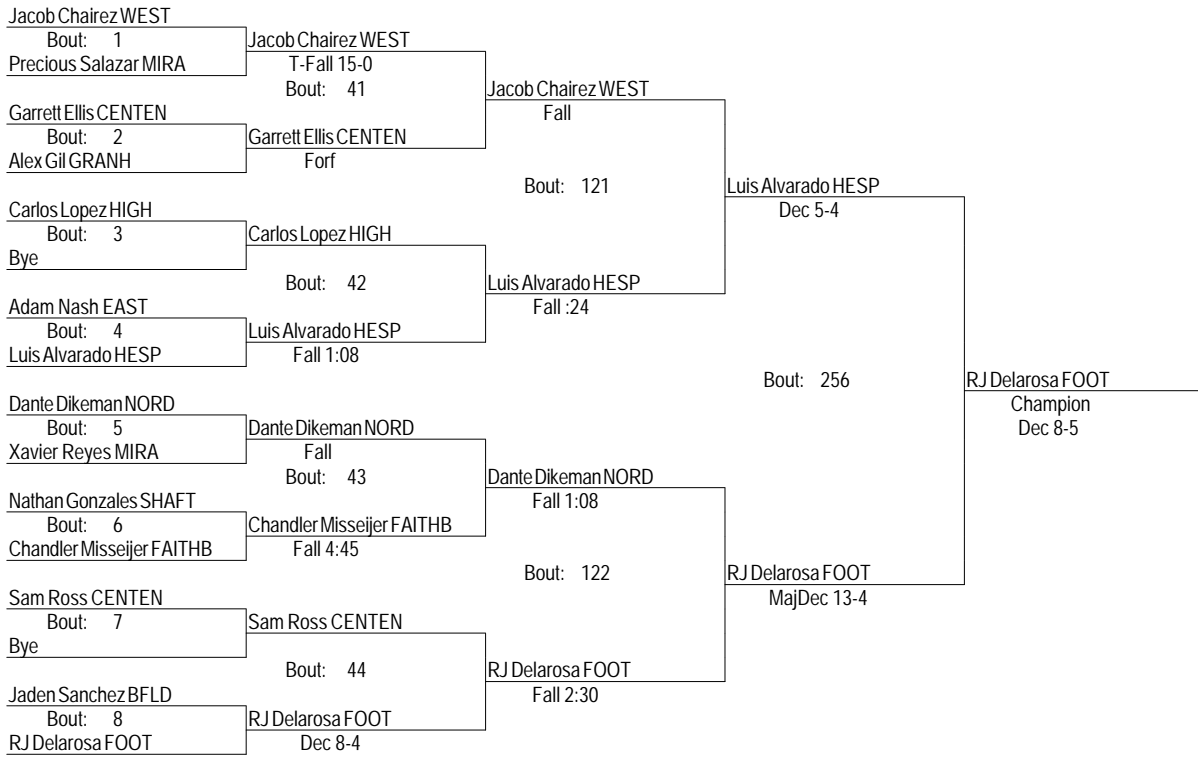 Jacob Chairez WEST
Bout: 1
Jacob Chairez WEST
Precious Salazar MIRA
T-Fall 15-0
Bout: 41
Jacob Chairez WEST
Garrett Ellis CENTEN
Fall
Bout: 2
Garrett Ellis CENTEN
Alex Gil GRANH
Forf
Bout: 121
Luis Alvarado HESP
Carlos Lopez HIGH
Dec 5-4
Bout: 3
Carlos Lopez HIGH
Bye
Bout: 42
Luis Alvarado HESP
Adam Nash EAST
Fall :24
Bout: 4
Luis Alvarado HESP
Luis Alvarado HESP
Fall 1:08
Bout: 256
RJ Delarosa FOOT
Dante Dikeman NORD
Champion
Bout: 5
Dante Dikeman NORD
Dec 8-5
Xavier Reyes MIRA
Fall
Bout: 43
Dante Dikeman NORD
Nathan Gonzales SHAFT
Fall 1:08
Bout: 6
Chandler Misseijer FAITHB
Chandler Misseijer FAITHB
Fall 4:45
Bout: 122
RJ Delarosa FOOT
Sam Ross CENTEN
MajDec 13-4
Bout: 7
Sam Ross CENTEN
Bye
Bout: 44
RJ Delarosa FOOT
Jaden Sanchez BFLD
Fall 2:30
Bout: 8
RJ Delarosa FOOT
RJ Delarosa FOOT
Dec 8-4